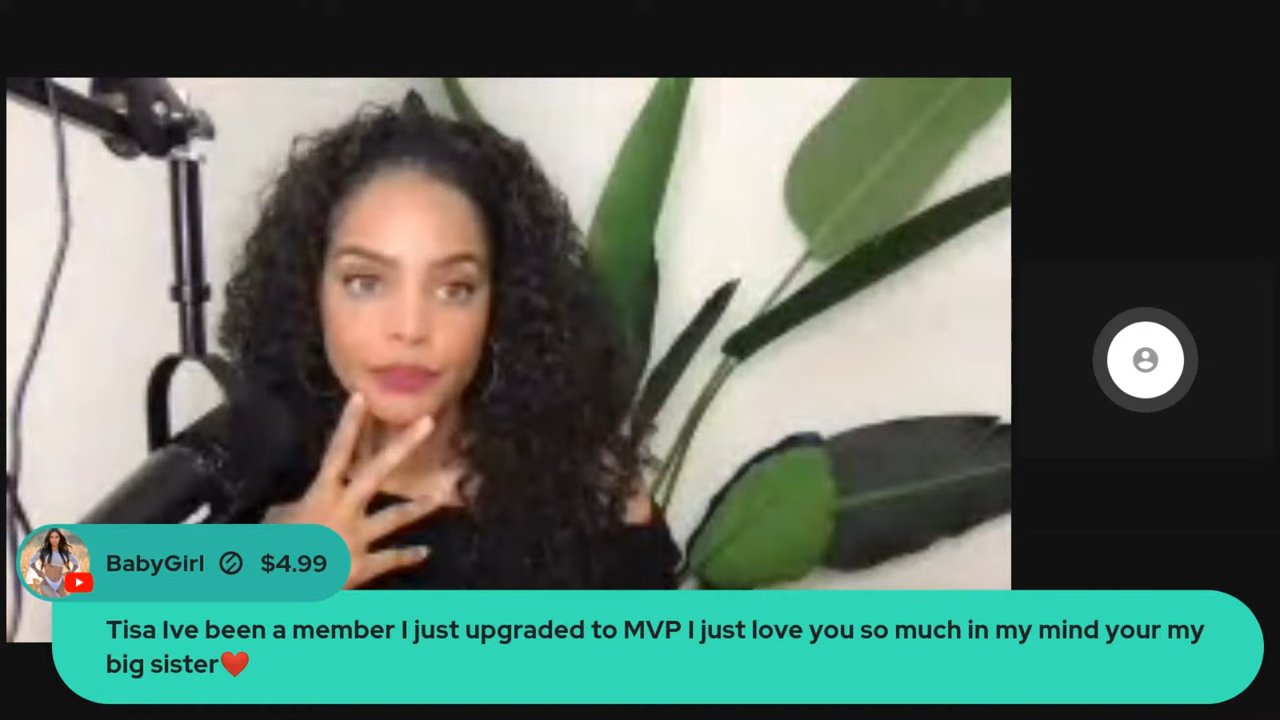 BabyGirl $4.99
Tisa Ive been a member I just upgraded to MVP I just love you so much in my mind your my
big sister❤️